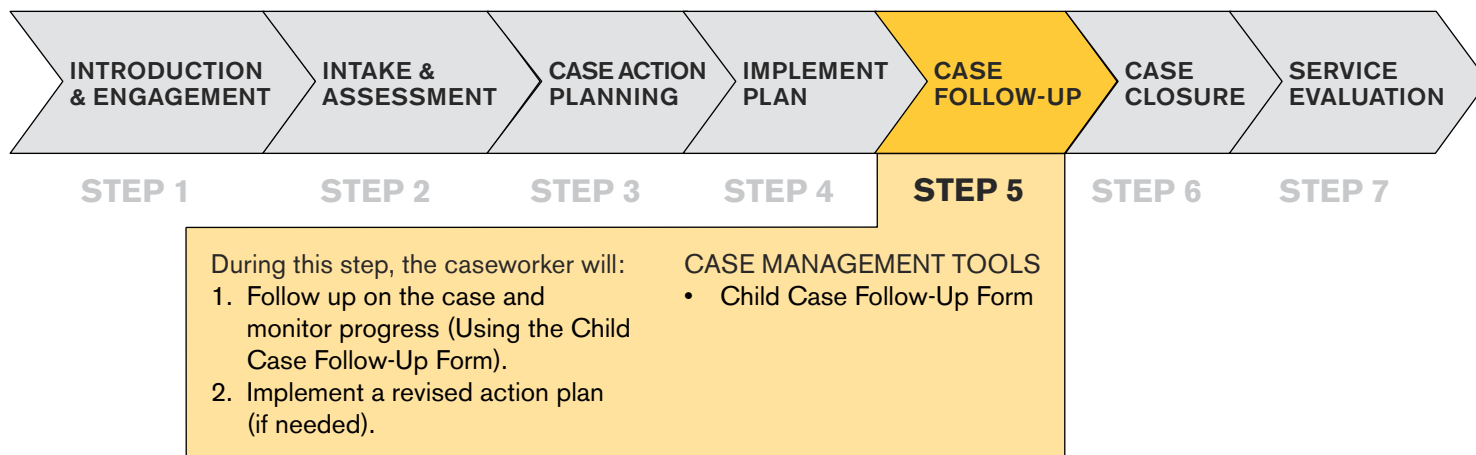 INTRODUCTION
& ENGAGEMENT
INTAKE &
ASSESSMENT
CASE ACTION
PLANNING
IMPLEMENT
PLAN
CASE
FOLLOW-UP
CASE
CLOSURE
SERVICE
EVALUATION
STEP 1
STEP 2
STEP 3
STEP 4
STEP 5
STEP 6
STEP 7
During this step, the caseworker will:
1. Follow up on the case and
monitor progress (Using the Child
Case Follow-Up Form).
2. Implement a revised action plan
(if needed).
CASE MANAGEMENT TOOLS
• Child Case Follow-Up Form